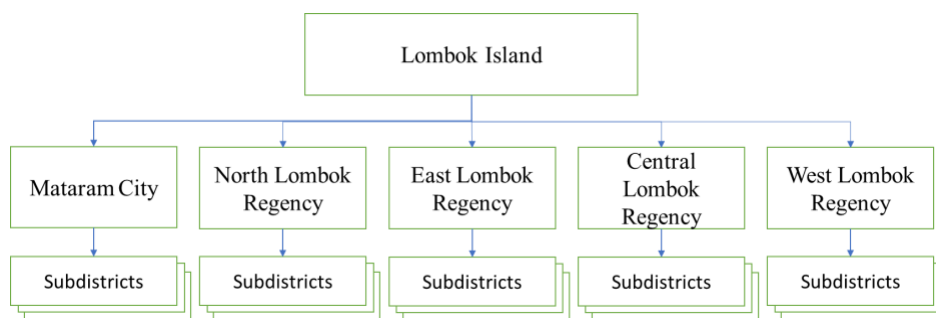 Lombok Island
Mataram City
North Lombok
Regency
East Lombok
Regency
Central
Lombok
Regency
West Lombok
Regency
Subdistricts
Subdistricts
Subdistricts
Subdistricts
Subdistricts